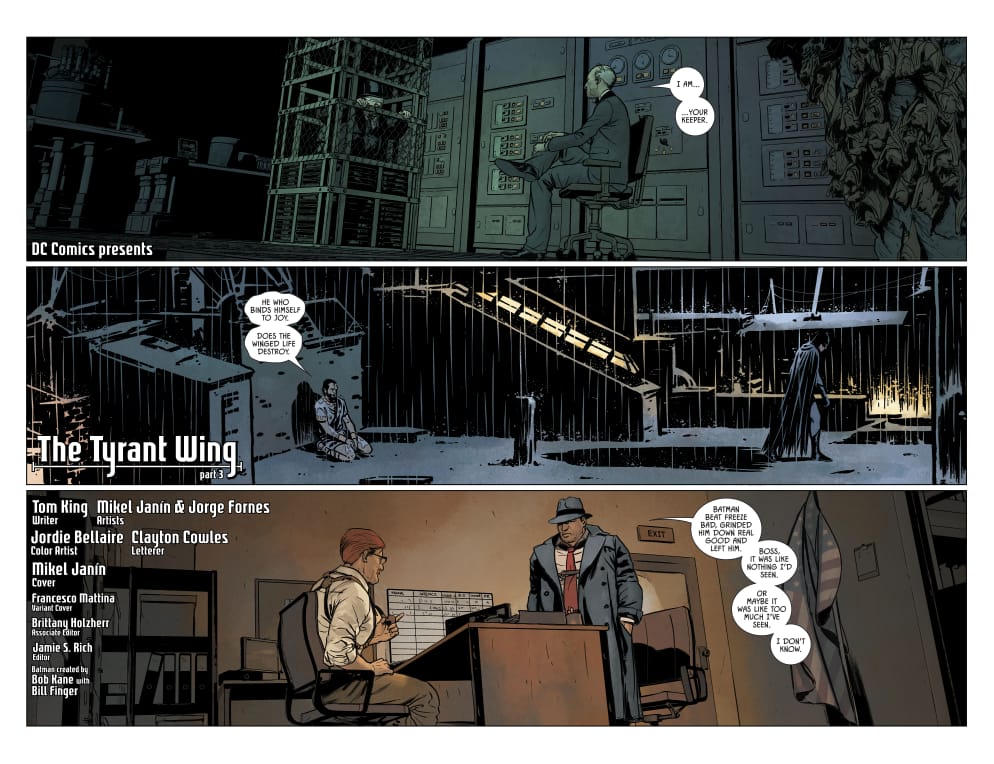 I AM...
...YOUR
KEEPER.
DC Comics presents
HE WHO
BINDS HIMSELF
TO JOY.
DOES THE
WINGED LIFE
DESTROY.
The Tyrant Wing
part 3
Tom King
Writer
Mikel Janín & Jorge Fornes
Artists
Jordie Bellaire
Color Artist
Clayton Cowles
Letterer
Mikel Janín
Cover
Francesco Mattina
Variant Cover
Brittany Holzherr
Associate Editor
Jamie S. Rich
Editor
Batman created by
Bob Kane with
Bill Finger
EXIT
BATMAN
BEAT FREEZE
BAD, GRINDED
HIM DOWN REAL
GOOD AND
LEFT HIM.
BOSS,
IT WAS LIKE
NOTHING I'D
SEEN.
OR
MAYBE IT
WAS LIKE TOO
MUCH I'VE
SEEN.
I DON'T
KNOW.